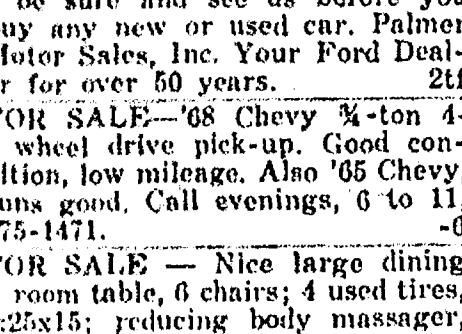 be sure and see us before you
uy any new or used car. Palmer
Motor Sales, Inc. Your Ford Deal-
r for over 50 years. 2tf
FOR SALE—'68 Chevy ¾-ton 4-
wheel drive pick-up. Good con-
ition, low mileage. Also '65 Chevy
uns good. Call evenings, 6 to 11,
75-1471. -6
FOR SALE — Nice large dining
room table, 6 chairs; 4 used tires,
:25x15; reducing body massager,